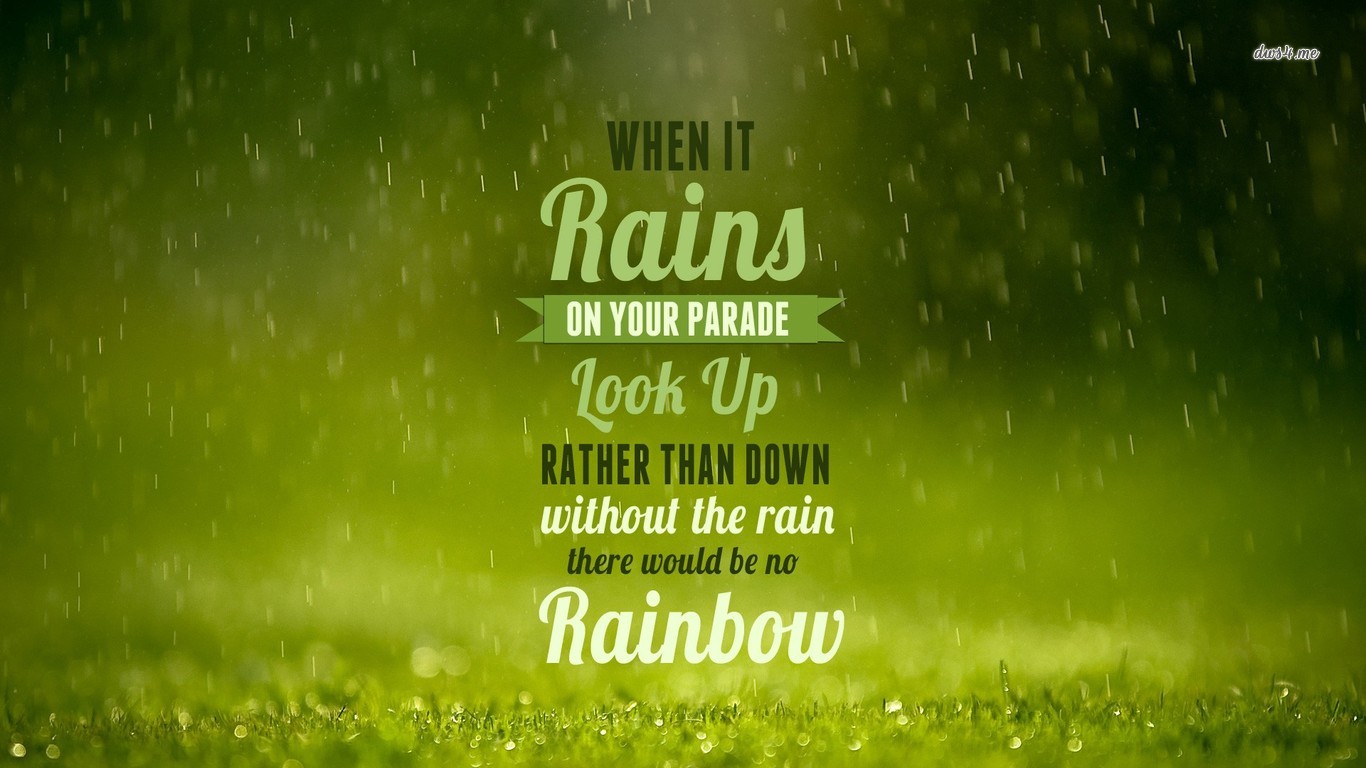 dws4.me
WHEN IT
Rains
ON YOUR PARADE
Look Up
RATHER THAN DOWN
without the rain
there would be no
Rainbow